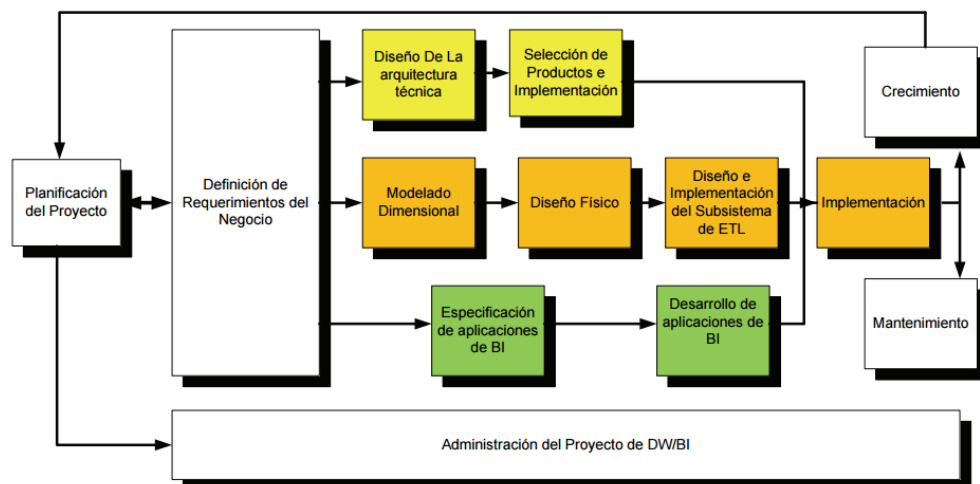 Diseño De La
arquitectura
técnica
Selección de
Productos e
Implementación
Crecimiento
Planificación
del Proyecto
Definición de
Requerimientos del
Negocio
Modelado
Dimensional
Diseño Físico
Diseño e
Implementación
del Subsistema
de ETL
Implementación
Especificación
de aplicaciones
de BI
Desarrollo de
aplicaciones de
BI
Mantenimiento
Administración del Proyecto de DW/BI